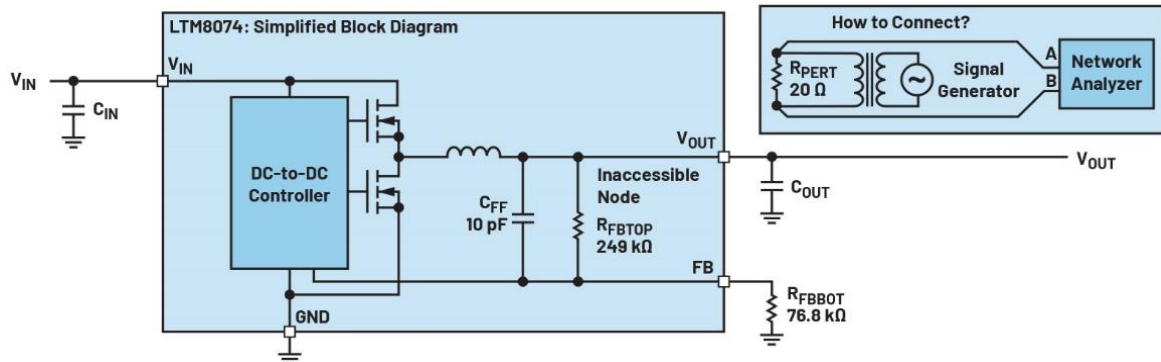 LTM8074: Simplified Block Diagram
How to Connect?
V_IN
V_IN
C_IN
DC-to-DC
Controller
GND
C_FF
10 pF
Inaccessible
Node
R_FBTOP
249 kΩ
V_OUT
FB
R_PERT
20 Ω
Signal
Generator
A
B
Network
Analyzer
V_OUT
C_OUT
R_FBBOT
76.8 kΩ